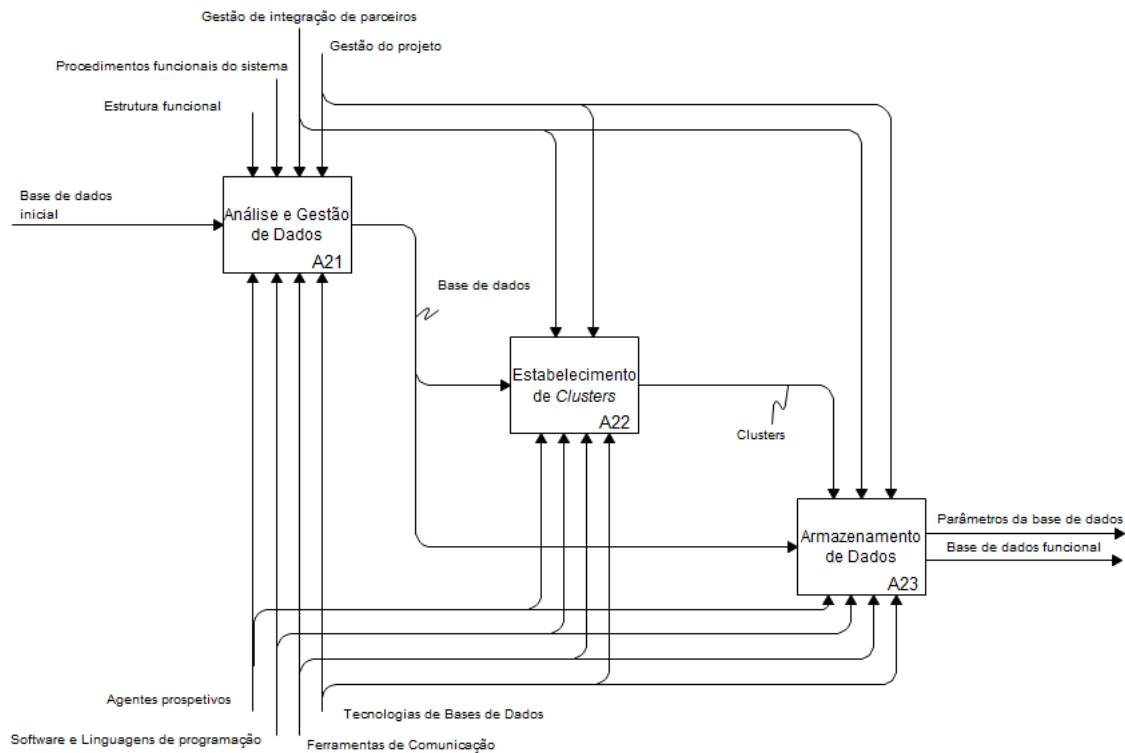 Gestão de integração de parceiros
Gestão do projeto
Procedimentos funcionais do sistema
Estrutura funcional
Base de dados
inicial
Análise e Gestão
de Dados
A21
Base de dados
Estabelecimento
de Clusters
A22
Clusters
Armazenamento
de Dados
A23
Parâmetros da base de dados
Base de dados funcional
Agentes prospetivos
Tecnologias de Bases de Dados
Software e Linguagens de programação
Ferramentas de Comunicação